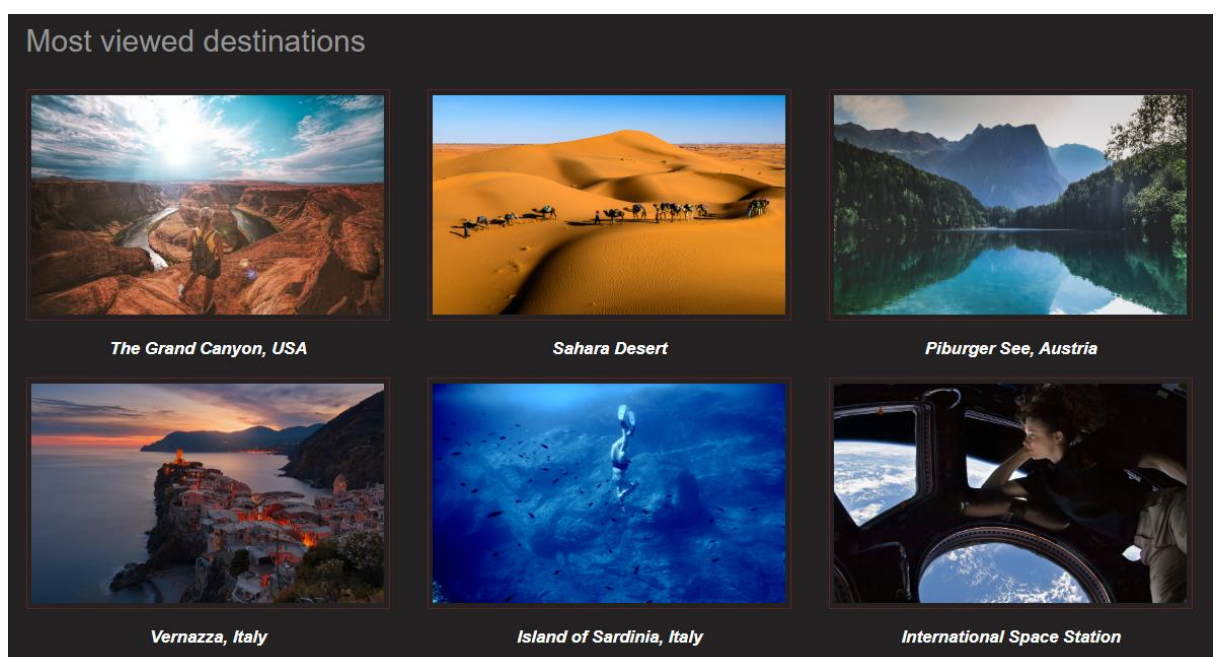 Most viewed destinations
The Grand Canyon, USA
Sahara Desert
Piburger See, Austria
Vernazza, Italy
Island of Sardinia, Italy
International Space Station